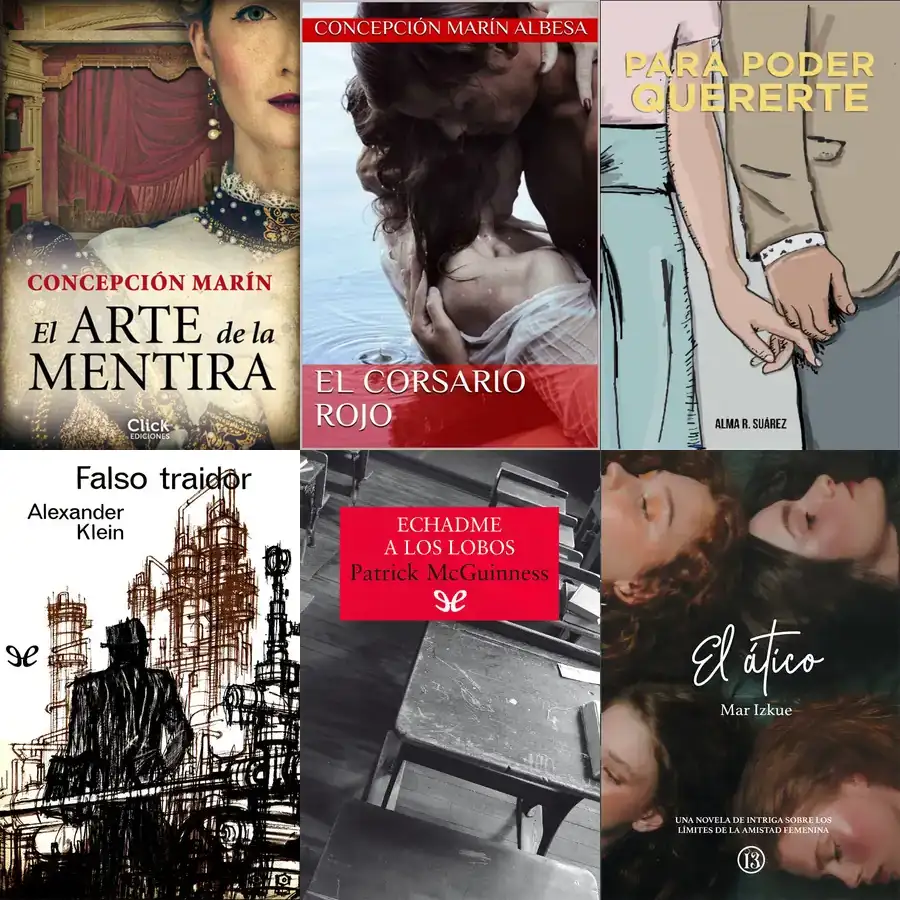 CONCEPCIÓN MARÍN
El ARTE de la
MENTIRA
Click
EDICIONES
CONCEPCIÓN MARÍN ALBESA
EL CORSARIO
ROJO
PARA PODER
QUERERTE
ALMA R. SUÁREZ
Falso traidor
Alexander
Klein
ECHADME
A LOS LOBOS
Patrick McGuinness
El ático
Mar Izkue
UNA NOVELA DE INTRIGA SOBRE LOS
LÍMITES DE LA AMISTAD FEMENINA
13